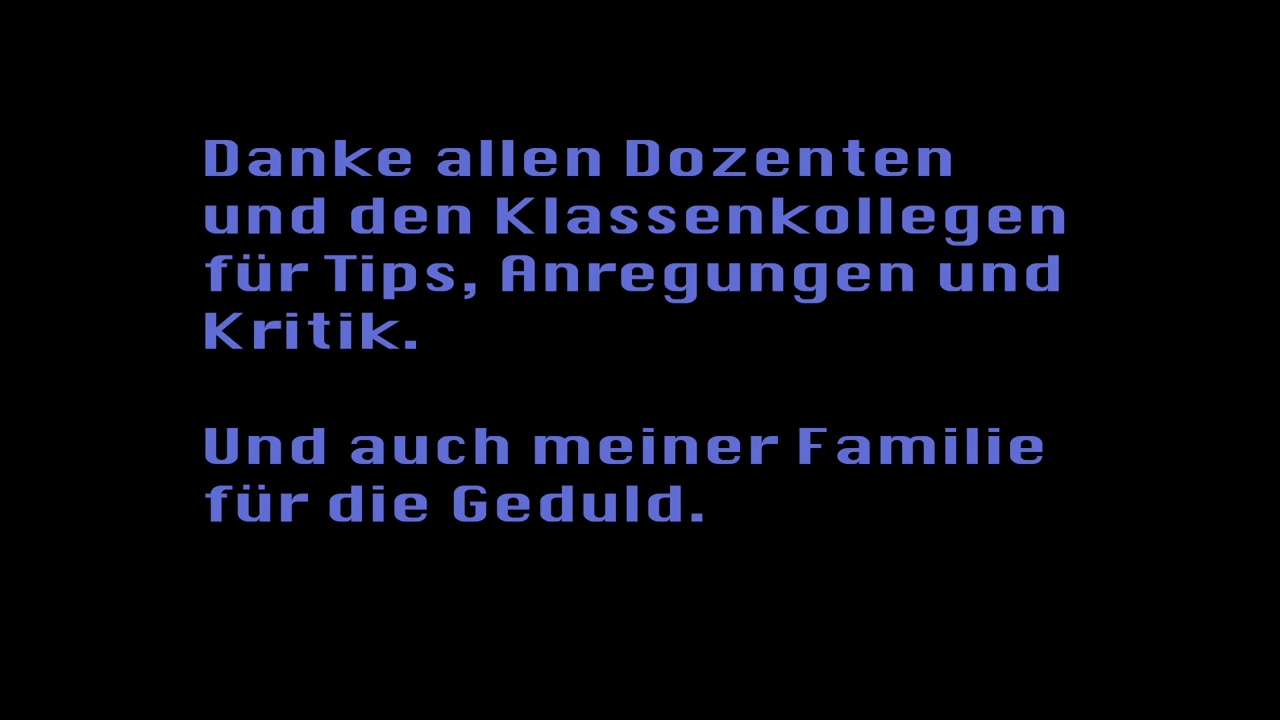 Danke allen Dozenten
und den Klassenkollegen
für Tips, Anregungen und
Kritik.
Und auch meiner Familie
für die Geduld.